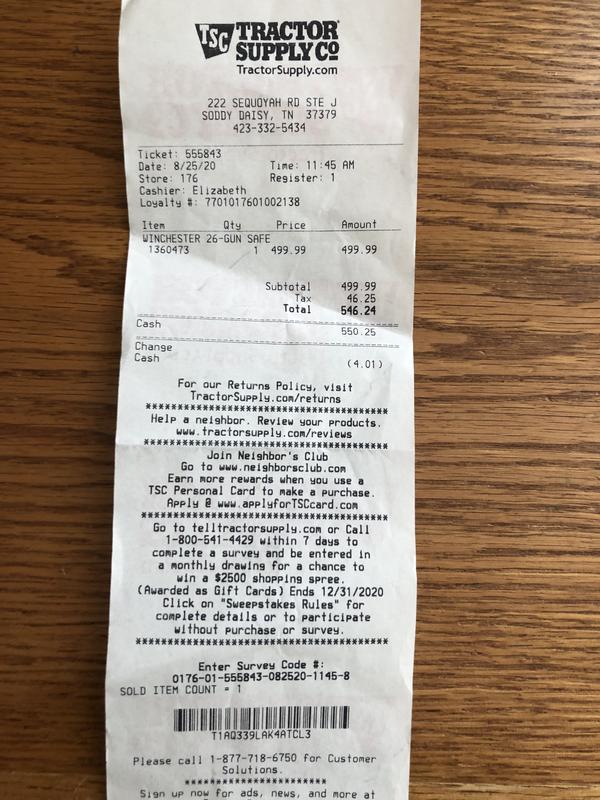 TSC TRACTOR
SUPPLY CO
TractorSupply.com
222 SEQUOYAH RD STE J
SODDY DAISY, TN 37379
423-332-5434
Ticket: 555843
Date: 8/25/20 Time: 11:45 AM
Store: 176 Register: 1
Cashier: Elizabeth
Loyalty #: 7701017601002138
Item Qty Price Amount
WINCHESTER 26-GUN SAFE
1360473 1 499.99 499.99
Subtotal 499.99
Tax 46.25
Total 546.24
Cash 550.25
Change
Cash (4.01)
For our Returns Policy, visit
TractorSupply.com/returns
****************************************
Help a neighbor. Review your products.
www.tractorsupply.com/reviews
****************************************
Join Neighbor's Club
Go to www.neighborsclub.com
Earn more rewards when you use a
TSC Personal Card to make a purchase.
Apply @ www.applyforTSCcard.com
****************************************
Go to telltractorsupply.com or Call
1-800-541-4429 within 7 days to
complete a survey and be entered in
a monthly drawing for a chance to
win a $2500 shopping spree.
(Awarded as Gift Cards) Ends 12/31/2020
Click on "Sweepstakes Rules" for
complete details or to participate
without purchase or survey.
****************************************
Enter Survey Code #:
0176-01-555843-082520-1145-8
SOLD ITEM COUNT = 1
T1AQ339LAK4ATCL3
Please call 1-877-718-6750 for Customer
Solutions.
***********************
Sign up now for ads, news, and more at